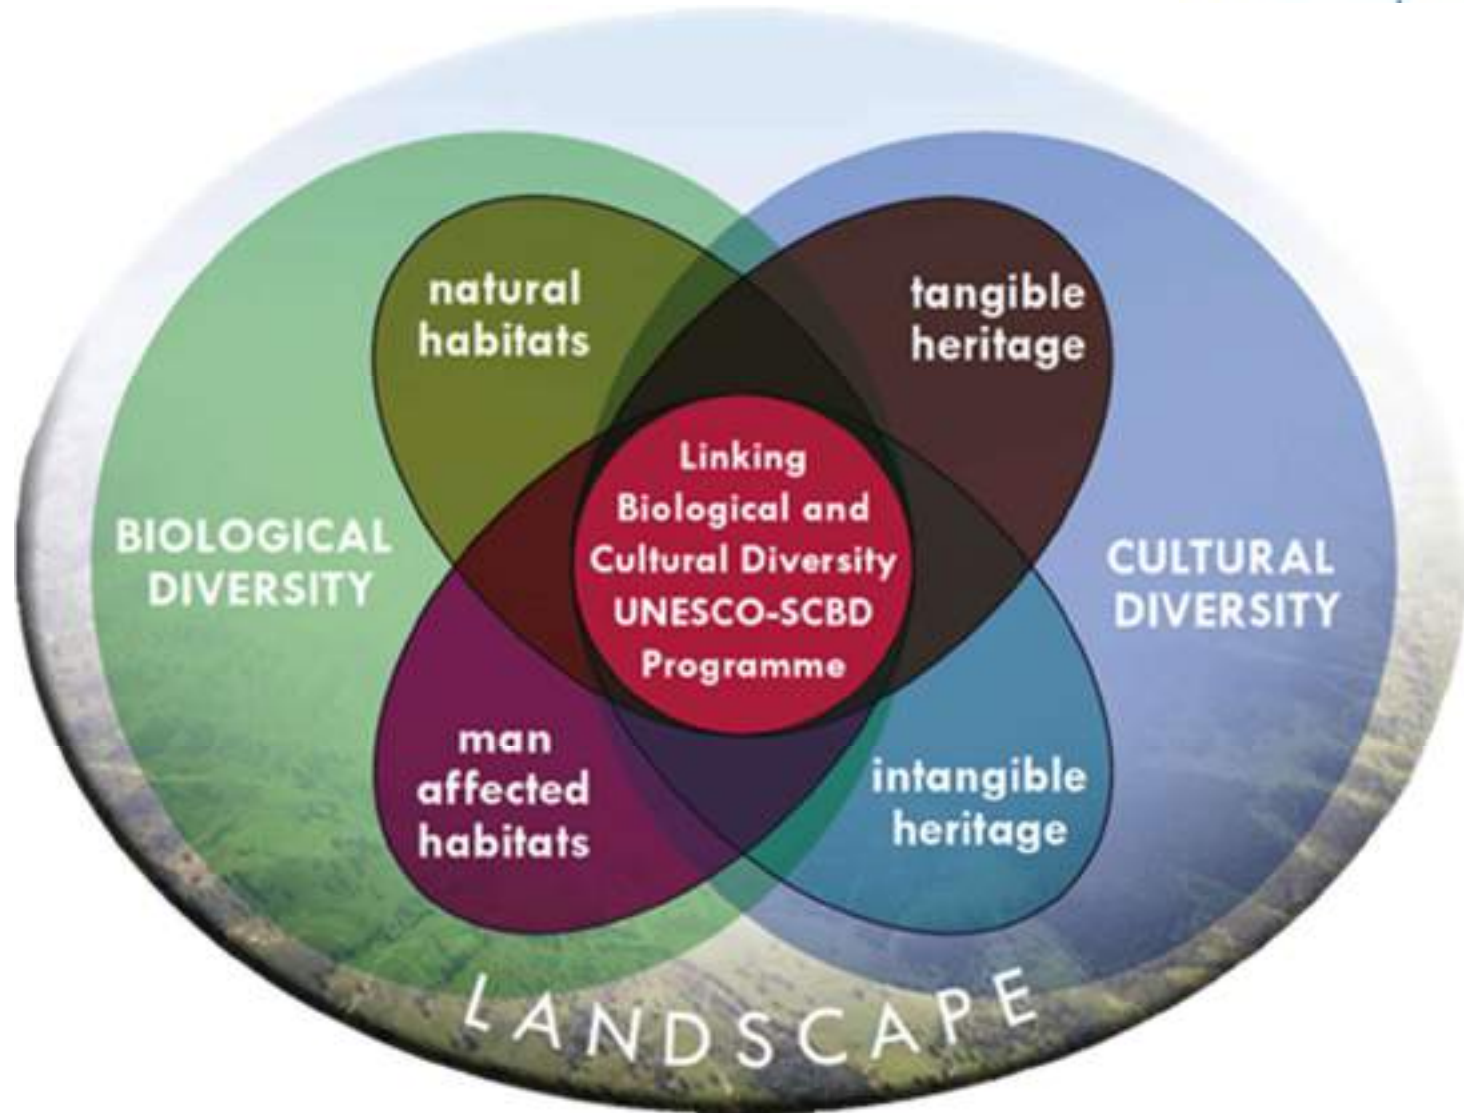 natural
habitats
tangible
heritage
BIOLOGICAL
DIVERSITY
Linking
Biological and
Cultural Diversity
UNESCO-SCBD
Programme
CULTURAL
DIVERSITY
man
affected
habitats
intangible
heritage
LANDSCAPE